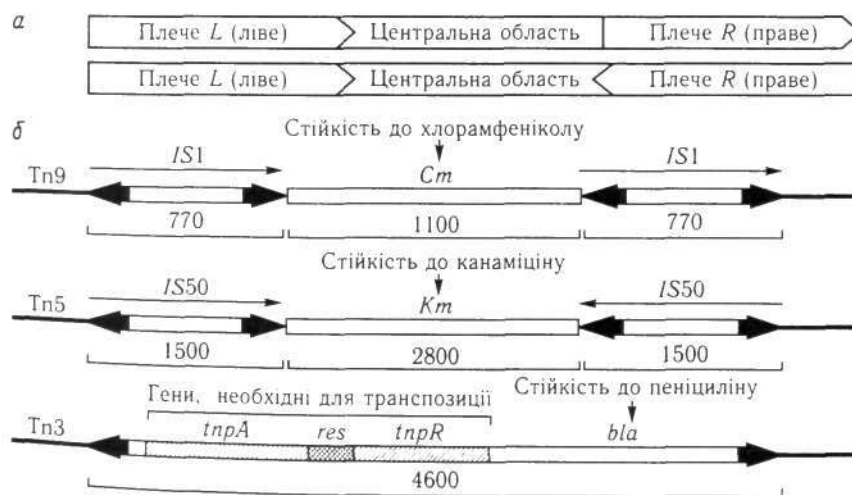 а
Плече L (ліве) Центральна область Плече R (праве)
Плече L (ліве) Центральна область Плече R (праве)
б
Стійкість до хлорамфеніколу
IS1 Cm IS1
Tn9
770 1100 770
Стійкість до канаміцину
IS50 Km IS50
Tn5
1500 2800 1500
Гени, необхідні для транспозиції Стійкість до пеніциліну
tnpA res tnpR bla
Tn3
4600